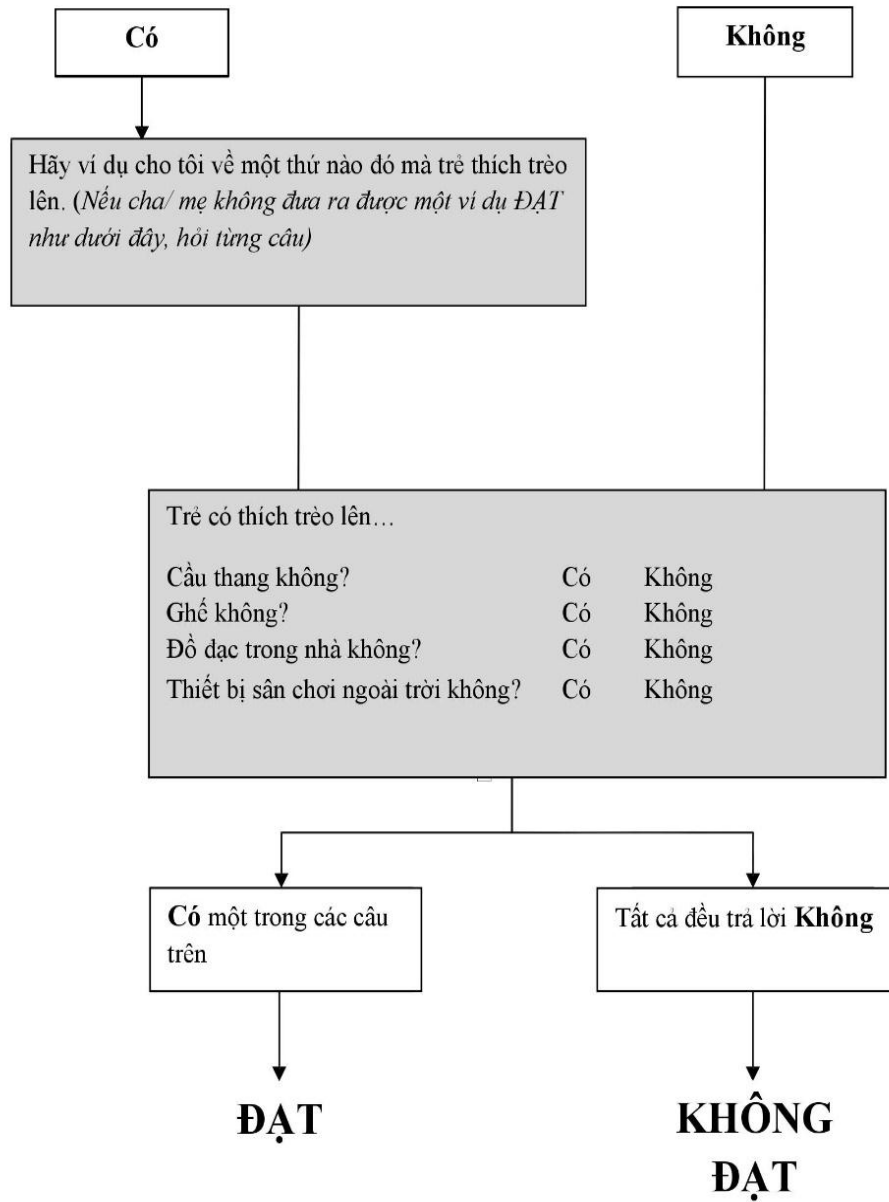 Có
Không
Hãy ví dụ cho tôi về một thứ nào đó mà trẻ thích trèo
lên. (Nếu cha/ mẹ không đưa ra được một ví dụ ĐẠT
như dưới đây, hỏi từng câu)
Trẻ có thích trèo lên…
Cầu thang không? Có Không
Ghế không? Có Không
Đồ đạc trong nhà không? Có Không
Thiết bị sân chơi ngoài trời không? Có Không
Có một trong các câu
trên
Tất cả đều trả lời Không
ĐẠT
KHÔNG
ĐẠT